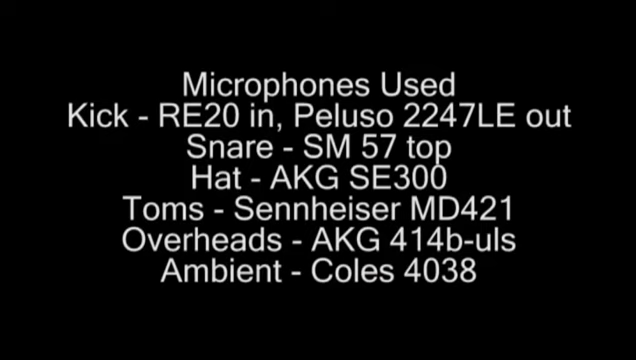 Microphones Used
Kick - RE20 in, Peluso 2247LE out
Snare - SM 57 top
Hat - AKG SE300
Toms - Sennheiser MD421
Overheads - AKG 414b-uls
Ambient - Coles 4038